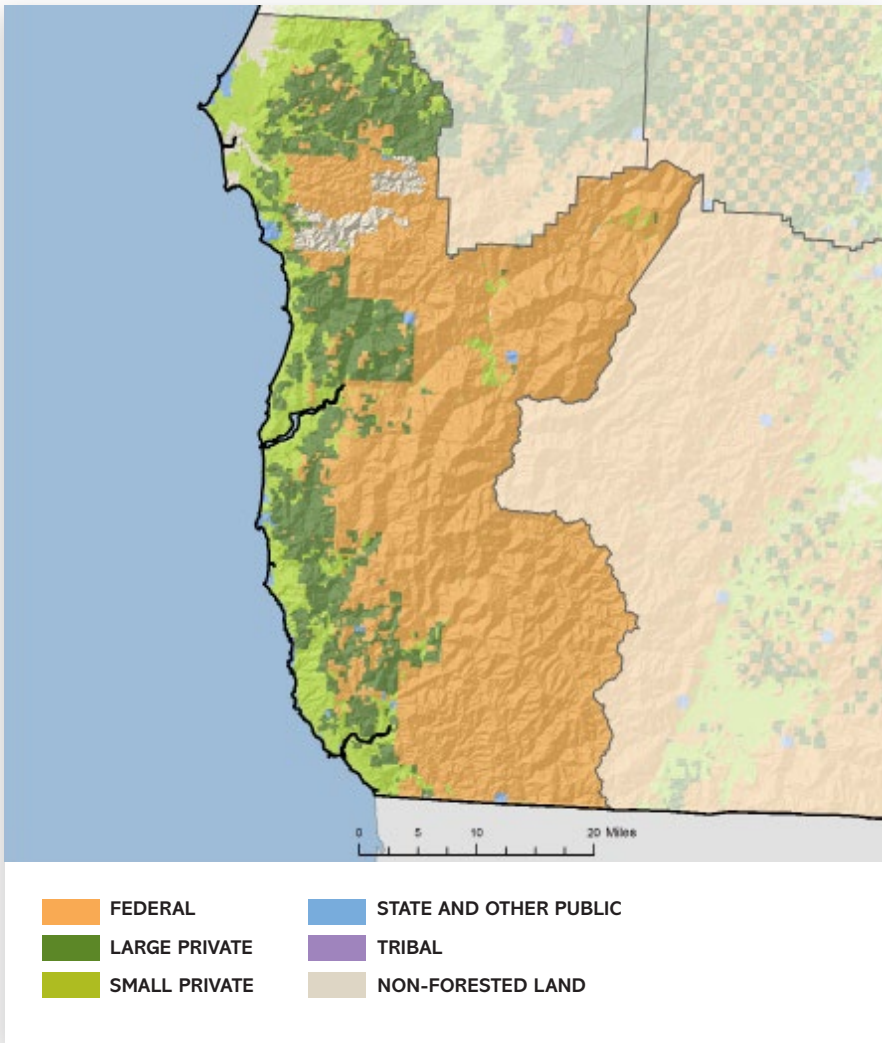 0 5 10 20 Miles
FEDERAL
LARGE PRIVATE
SMALL PRIVATE
STATE AND OTHER PUBLIC
TRIBAL
NON-FORESTED LAND